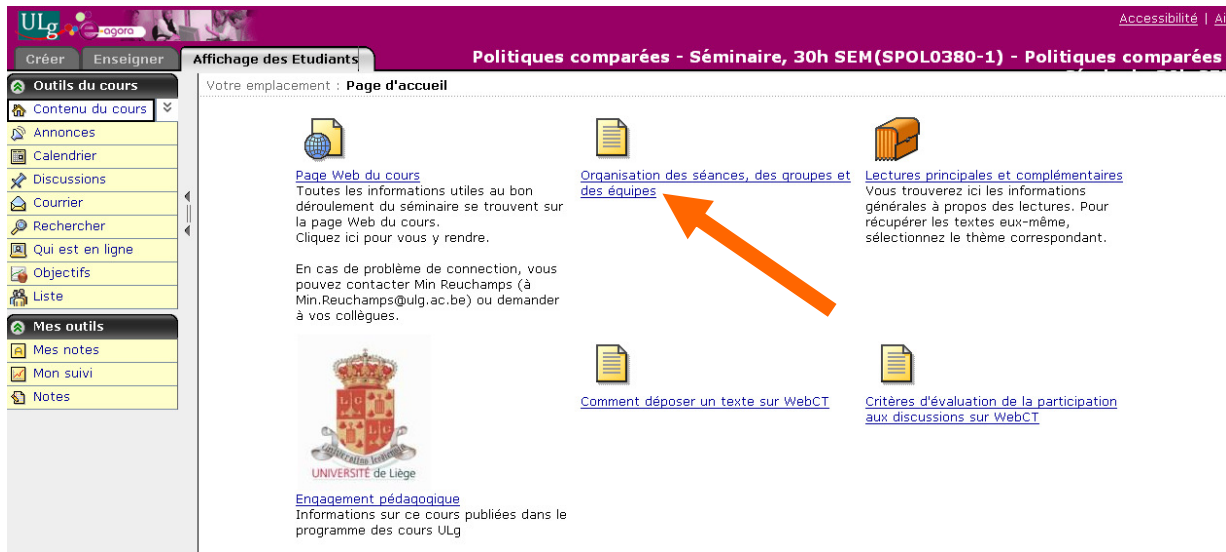 ULg e-agora
Accessibilité |
Créer Enseigner Affichage des Etudiants Politiques comparées - Séminaire, 30h SEM(SPOL0380-1) - Politiques comparées
Outils du cours
Votre emplacement : Page d'accueil
Contenu du cours
Annonces
Calendrier
Discussions
Courrier
Rechercher
Qui est en ligne
Objectifs
Liste
Mes outils
Mes notes
Mon suivi
Notes
Page Web du cours
Toutes les informations utiles au bon
déroulement du séminaire se trouvent sur
la page Web du cours.
Cliquez ici pour vous y rendre.
En cas de problème de connection, vous
pouvez contacter Min Reuchamps (à
Min.Reuchamps@ulg.ac.be) ou demander
à vos collègues.
Organisation des séances, des groupes et
des équipes
Lectures principales et complémentaires
Vous trouverez ici les informations
générales à propos des lectures. Pour
récupérer les textes eux-même,
sélectionnez le thème correspondant.
UNIVERSITÉ de Liège
Engagement pédagogique
Informations sur ce cours publiées dans le
programme des cours ULg
Comment déposer un texte sur WebCT
Critères d'évaluation de la participation
aux discussions sur WebCT